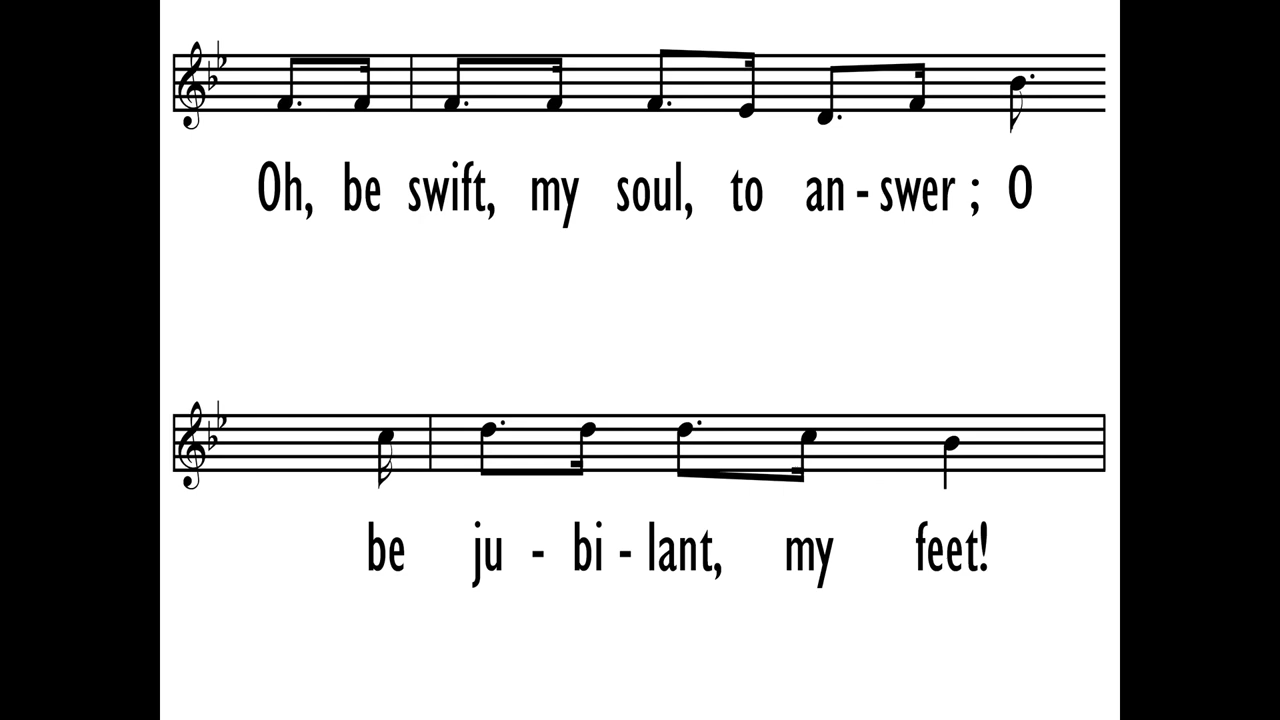 Oh, be swift, my soul, to an - swer ; O
be ju - bi - lant, my feet!